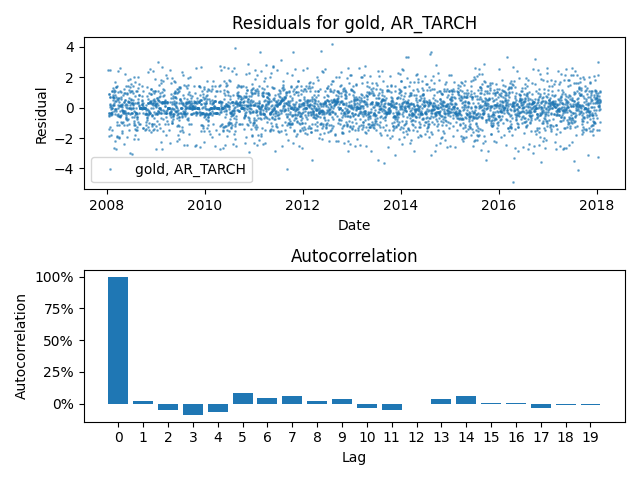 Residuals for gold, AR_TARCH
Residual
4
2
0
−2
−4
gold, AR_TARCH
2008 2010 2012 2014 2016 2018
Date
Autocorrelation
Autocorrelation
100%
75%
50%
25%
0%
0 1 2 3 4 5 6 7 8 9 10 11 12 13 14 15 16 17 18 19
Lag